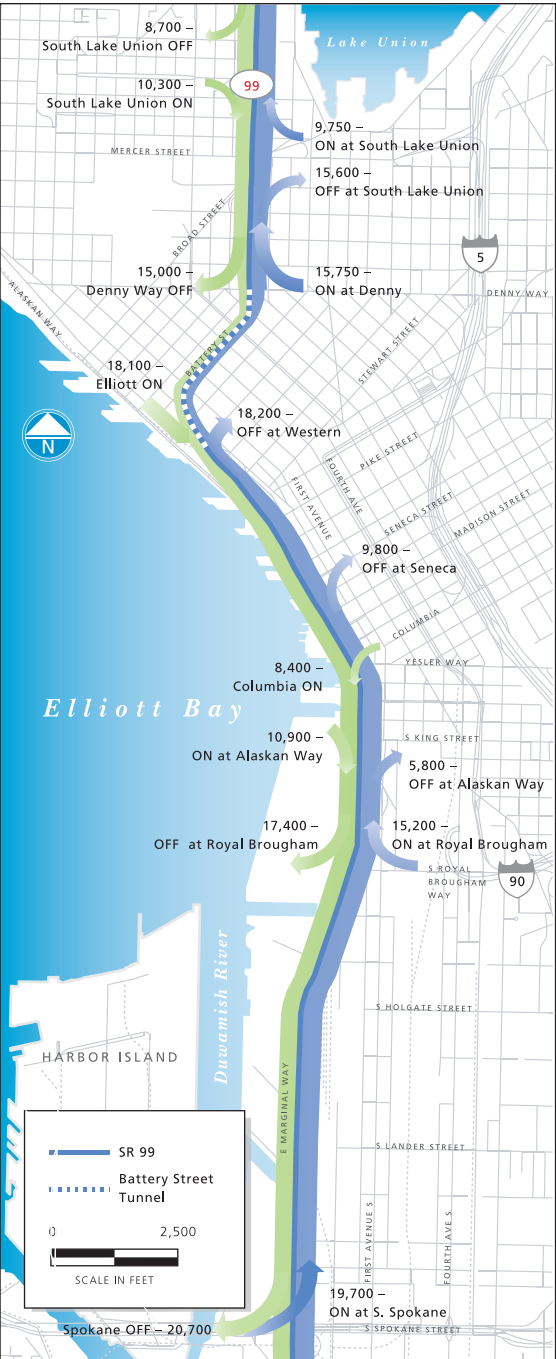 8,700 –
South Lake Union OFF
Lake Union
10,300 –
South Lake Union ON
99
9,750 –
ON at South Lake Union
MERCER STREET
15,600 –
OFF at South Lake Union
BROAD STREET
5
15,000 –
Denny Way OFF
15,750 –
ON at Denny
DENNY WAY
ALASKAN WAY
BATTERY ST
STEWART STREET
18,100 –
Elliott ON
18,200 –
OFF at Western
N
PIKE STREET
FOURTH AVE
FIRST AVENUE
SENECA STREET
MADISON STREET
9,800 –
OFF at Seneca
COLUMBIA
8,400 –
Columbia ON
YESLER WAY
Elliott Bay
10,900 –
ON at Alaskan Way
S KING STREET
5,800 –
OFF at Alaskan Way
17,400 –
OFF at Royal Brougham
15,200 –
ON at Royal Brougham
S ROYAL
BROUGHAM
WAY
90
Duwamish River
S HOLGATE STREET
HARBOR ISLAND
E MARGINAL WAY
S LANDER STREET
SR 99
Battery Street
Tunnel
0 2,500
SCALE IN FEET
FIRST AVENUE S
FOURTH AVE S
19,700 –
ON at S. Spokane
Spokane OFF – 20,700
S SPOKANE STREET